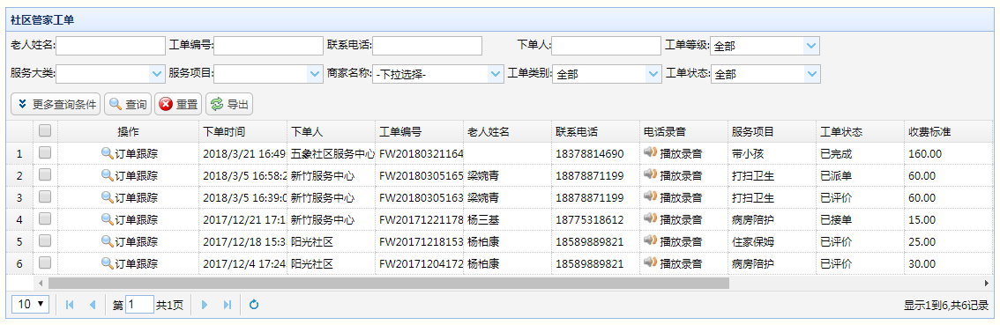 社区管家工单
老人姓名: 工单编号: 联系电话: 下单人: 工单等级: 全部
服务大类: 服务项目: 商家名称: -下拉选择- 工单类别: 全部 工单状态: 全部
更多查询条件 查询 重置 导出
操作 下单时间 下单人 工单编号 老人姓名 联系电话 电话录音 服务项目 工单状态 收费标准
1 订单跟踪 2018/3/21 16:49 五象社区服务中心 FW20180321164 18378814690 播放录音 带小孩 已完成 160.00
2 订单跟踪 2018/3/5 16:58:2 新竹服务中心 FW20180305165 梁婉青 18878871199 播放录音 打扫卫生 已派单 60.00
3 订单跟踪 2018/3/5 16:39:0 新竹服务中心 FW20180305163 梁婉青 18878871199 播放录音 打扫卫生 已评价 60.00
4 订单跟踪 2017/12/21 17:1 新竹服务中心 FW20171221178 杨三基 18775318612 播放录音 病房陪护 已接单 15.00
5 订单跟踪 2017/12/18 15:3 阳光社区 FW20171218153 杨柏康 18589889821 播放录音 住家保姆 已评价 25.00
6 订单跟踪 2017/12/4 17:24 阳光社区 FW20171204172 杨柏康 18589889821 播放录音 病房陪护 已评价 30.00
10 第 1 共1页 显示1到6,共6记录